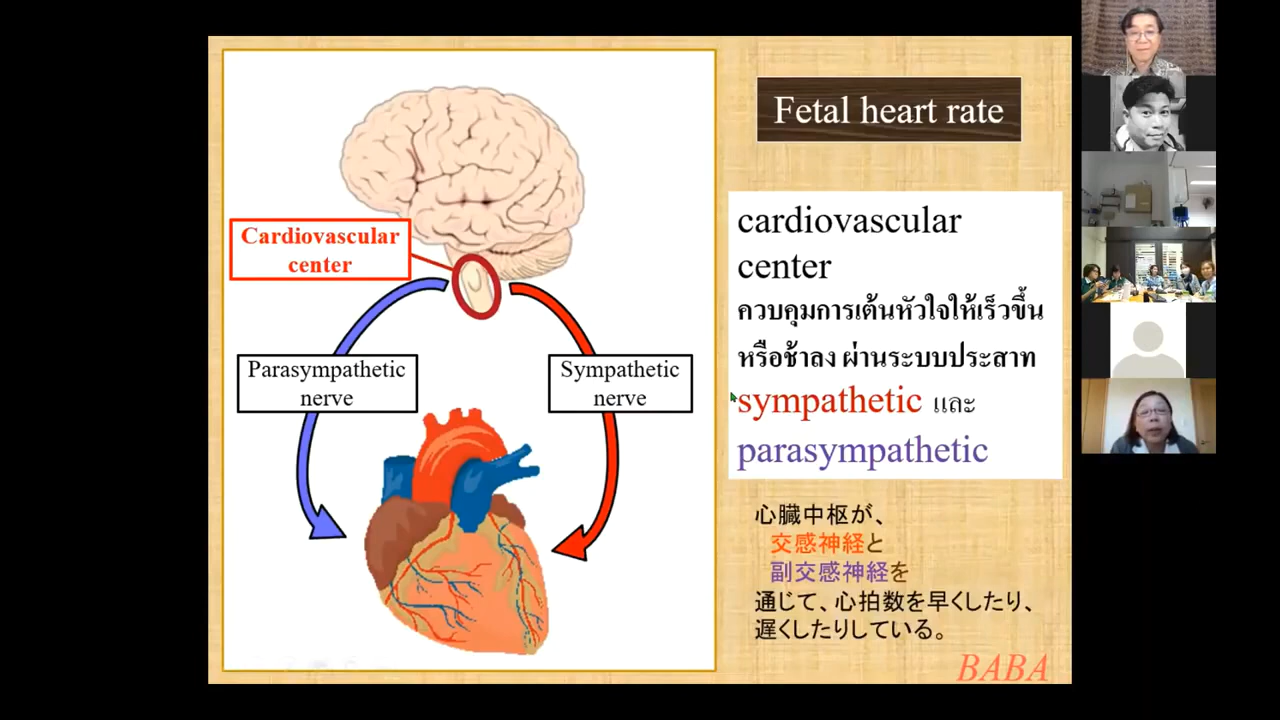 Fetal heart rate
Cardiovascular
center
Parasympathetic
nerve
Sympathetic
nerve
cardiovascular
center
ควบคุมการเต้นหัวใจให้เร็วขึ้น
หรือช้าลง ผ่านระบบประสาท
sympathetic และ
parasympathetic
心臓中枢が、
交感神経と
副交感神経を
通じて、心拍数を早くしたり、
遅くしたりしている。
BABA